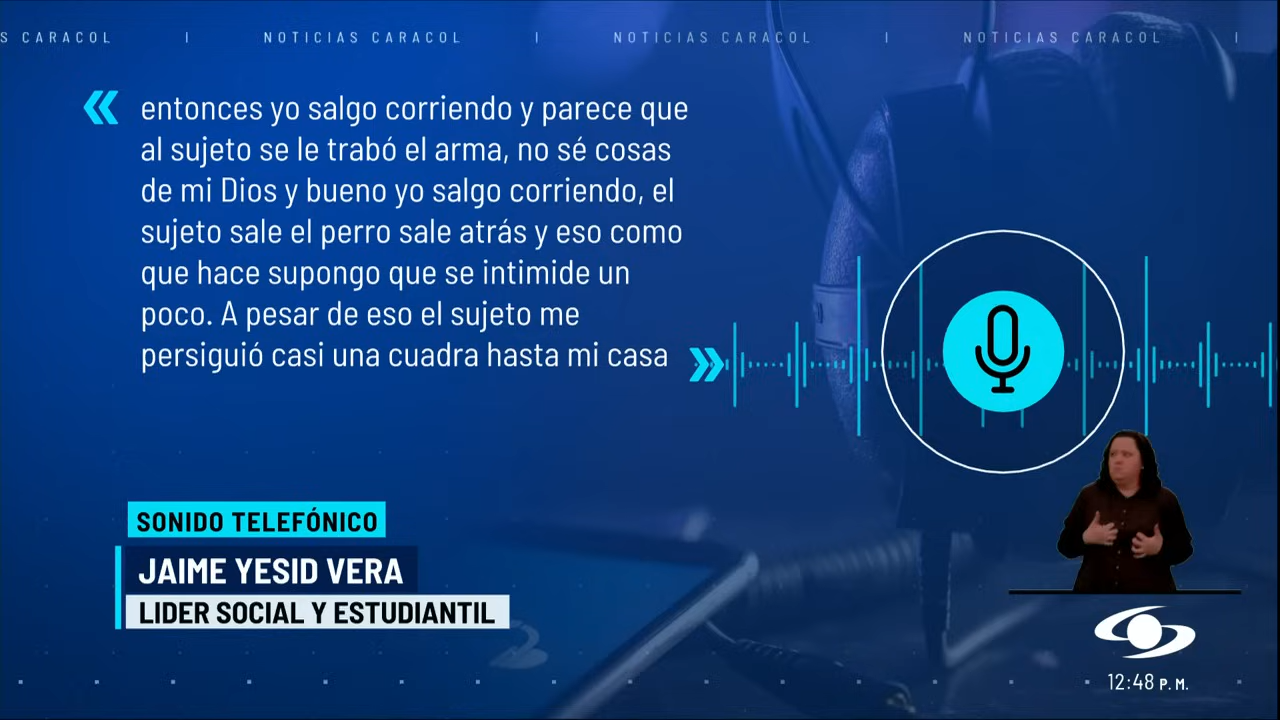 S CARACOL | NOTICIAS CARACOL | NOTICIAS CARACOL | NOTICIAS CARACOL |
« entonces yo salgo corriendo y parece que
al sujeto se le trabó el arma, no sé cosas
de mi Dios y bueno yo salgo corriendo, el
sujeto sale el perro sale atrás y eso como
que hace supongo que se intimide un
poco. A pesar de eso el sujeto me
persiguió casi una cuadra hasta mi casa »
SONIDO TELEFÓNICO
JAIME YESID VERA
LIDER SOCIAL Y ESTUDIANTIL
12:48 P.M.